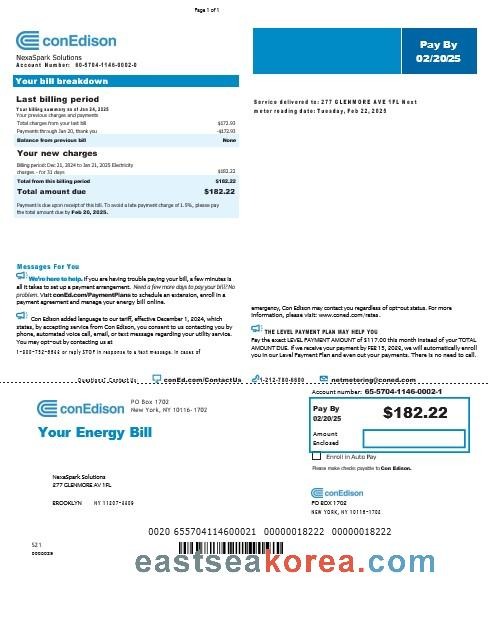 Page 1 of 1
conEdison
NexaSpark Solutions
Account Number: 60-5704-1146-0002-0
Pay By
02/20/25
Your bill breakdown
Last billing period
Your billing summary as of Jan 24, 2025
Your previous charges and payments
Total charges from your last bill $172.93
Payments through Jan 20, thank you -$172.93
Balance from previous bill None
Your new charges
Billing period: Dec 21, 2024 to Jan 21, 2025 Electricity
charges - for 31 days $182.22
Total from this billing period $182.22
Total amount due $182.22
Payment is due upon receipt of this bill. To avoid a late payment charge of 1.5%, please pay
the total amount due by Feb 20, 2025.
Service delivered to: 277 GLENMORE AVE 1FL Next
meter reading date: Tuesday, Feb 22, 2025
Messages For You
We're here to help. If you are having trouble paying your bill, a few minutes is
all it takes to set up a payment arrangement. Need a few more days to pay your bill? No
problem. Visit conEd.com/PaymentPlans to schedule an extension, enroll in a
payment agreement and manage your energy bill online.
Con Edison added language to our tariff, effective December 1, 2024, which
states, by accepting service from Con Edison, you consent to us contacting you by
phone, automated voice call, email, or text message regarding your utility service.
You may opt-out by contacting us at
or reply STOP in response to a text message. In cases of
emergency, Con Edison may contact you regardless of opt-out status. For more
information, please visit: www.coned.com/rates.
THE LEVEL PAYMENT PLAN MAY HELP YOU
Pay the exact LEVEL PAYMENT AMOUNT of $117.00 this month instead of your TOTAL
AMOUNT DUE. If we receive your payment by FEB 15, 2026, we will automatically enroll
you in our Level Payment Plan and even out your payments. There is no need to call.
Questions? Contact Us conEd.com/ContactUs 1-212-780-6600 netmetering@coned.com
Account number: 65-5704-1146-0002-1
conEdison
PO Box 1702
New York, NY 10116-1702
Your Energy Bill
Pay By
02/20/25
$182.22
Amount
Enclosed
Enroll in Auto Pay
Please make checks payable to Con Edison.
NexaSpark Solutions
277 GLENMORE AV 1FL
BROOKLYN NY 11207-
conEdison
PO BOX 1702
NEW YORK, NY 10116-1702
0020 655704114600021 00000018222 00000018222
521
eastseakorea.com